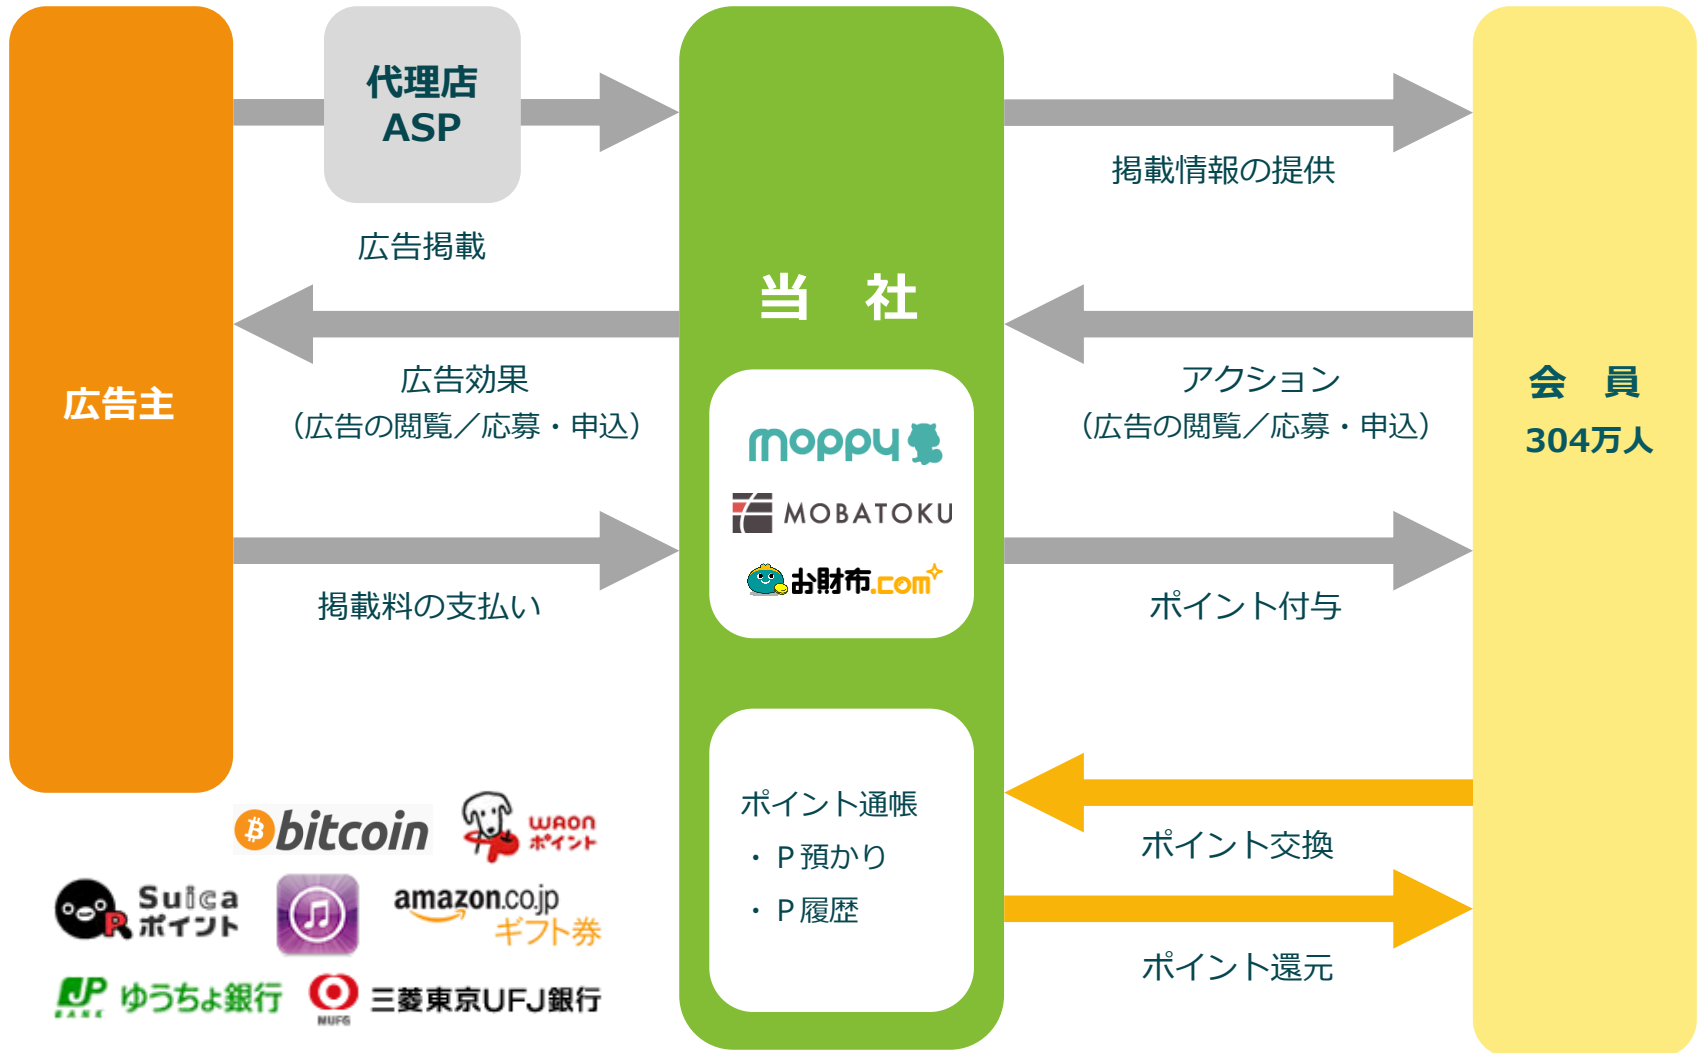 代理店
ASP
広告掲載
広告主
広告効果
（広告の閲覧／応募・申込）
掲載料の支払い
当　社
moppy
MOBATOKU
お財布.com
ポイント通帳
・Ｐ預かり
・Ｐ履歴
掲載情報の提供
アクション
（広告の閲覧／応募・申込）
ポイント付与
ポイント交換
ポイント還元
会　員
304万人
bitcoin
WAON
ポイント
Suica
ポイント
amazon.co.jp
ギフト券
JP
BANK
ゆうちょ銀行
MUFG
三菱東京UFJ銀行